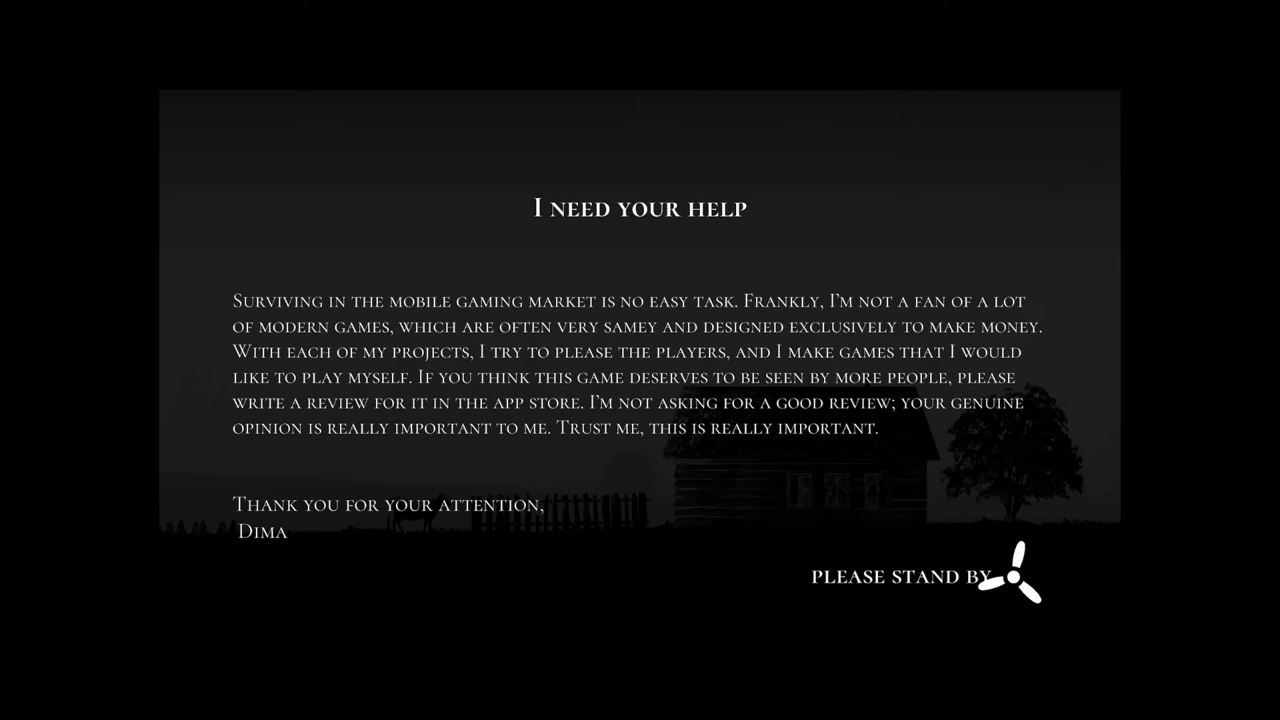 I need your help
Surviving in the mobile gaming market is no easy task. Frankly, I'm not a fan of a lot
of modern games, which are often very samey and designed exclusively to make money.
With each of my projects, I try to please the players, and I make games that I would
like to play myself. If you think this game deserves to be seen by more people, please
write a review for it in the app store. I'm not asking for a good review; your genuine
opinion is really important to me. Trust me, this is really important.
Thank you for your attention,
Dima
please stand by